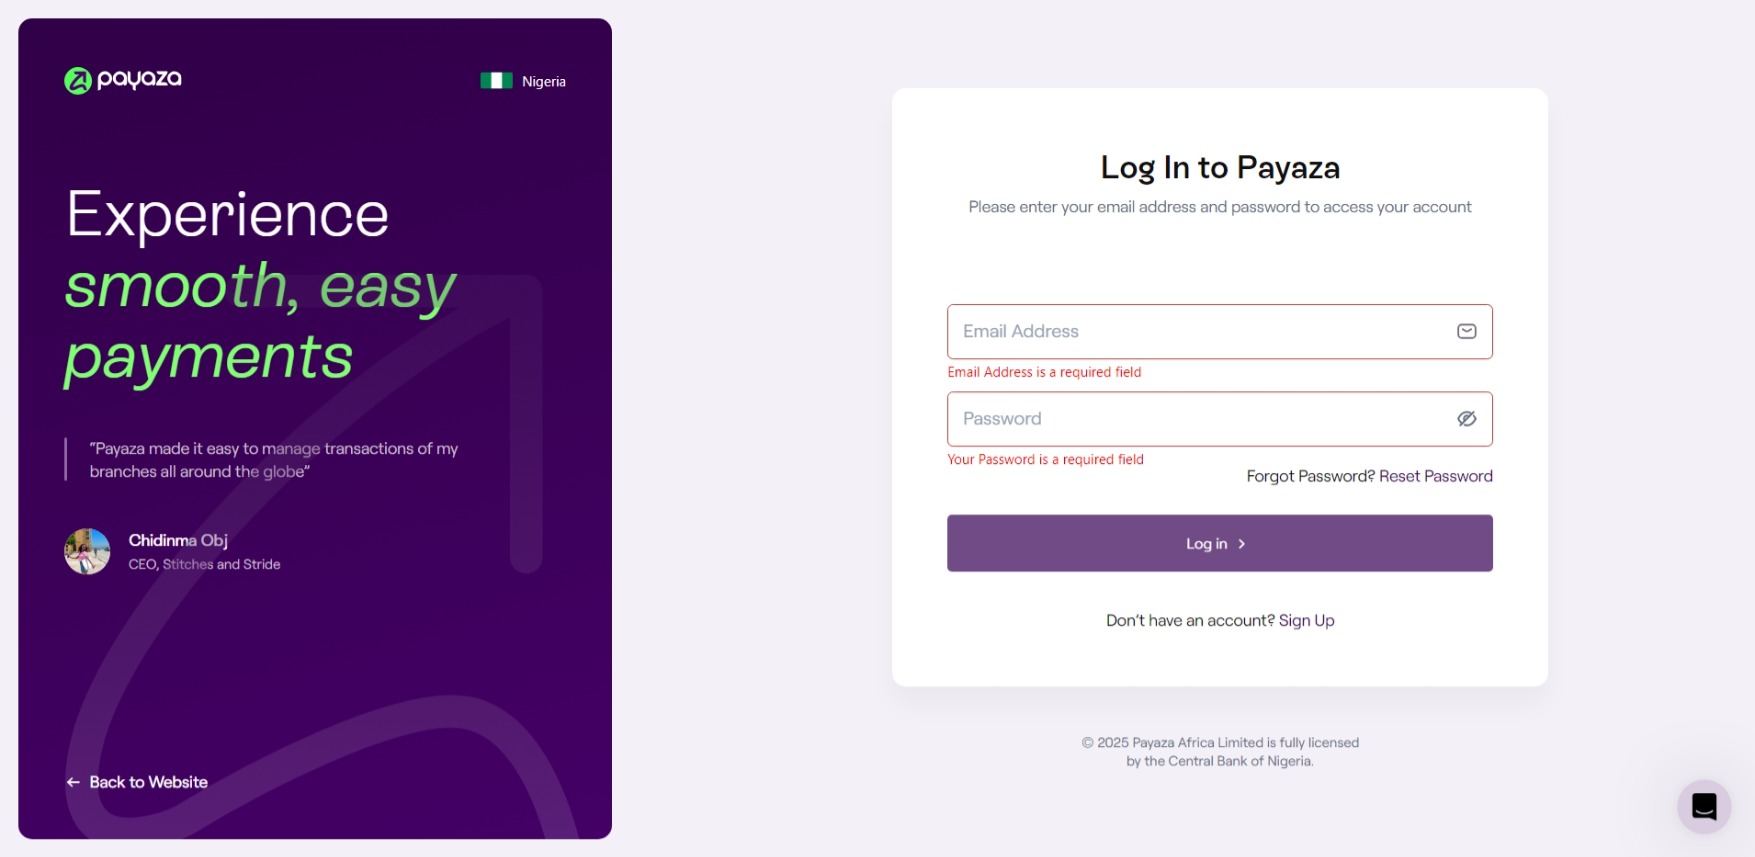 payaza
Nigeria
Experience
smooth, easy
payments
“Payaza made it easy to manage transactions of my
branches all around the globe”
Chidinma Obj
CEO, Stitches and Stride
← Back to Website
Log In to Payaza
Please enter your email address and password to access your account
Email Address
Email Address is a required field
Password
Your Password is a required field
Forgot Password? Reset Password
Log in >
Don’t have an account? Sign Up
© 2025 Payaza Africa Limited is fully licensed
by the Central Bank of Nigeria.